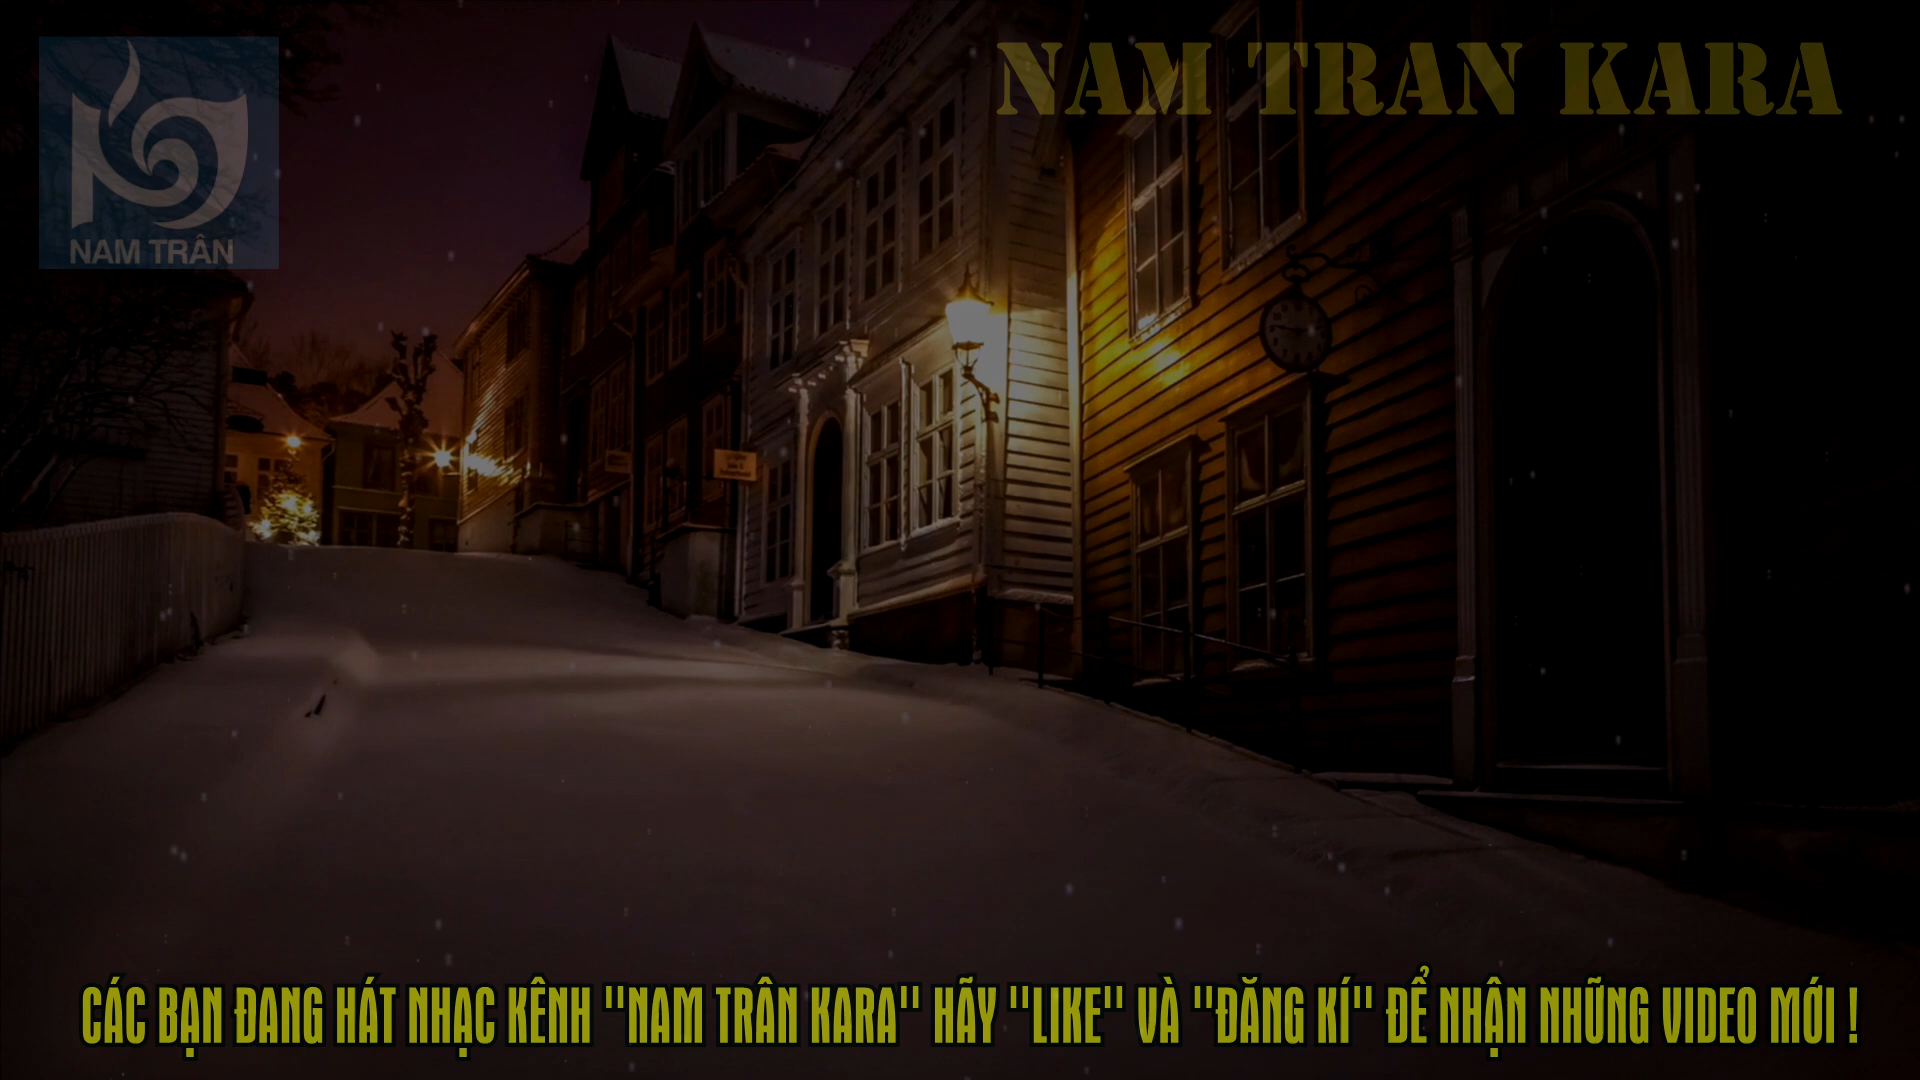 NAM TRAN KARA
NAM TRÂN
CÁC BẠN ĐANG HÁT NHẠC KÊNH "NAM TRÂN KARA" HÃY "LIKE" VÀ "ĐĂNG KÍ" ĐỂ NHẬN NHỮNG VIDEO MỚI !